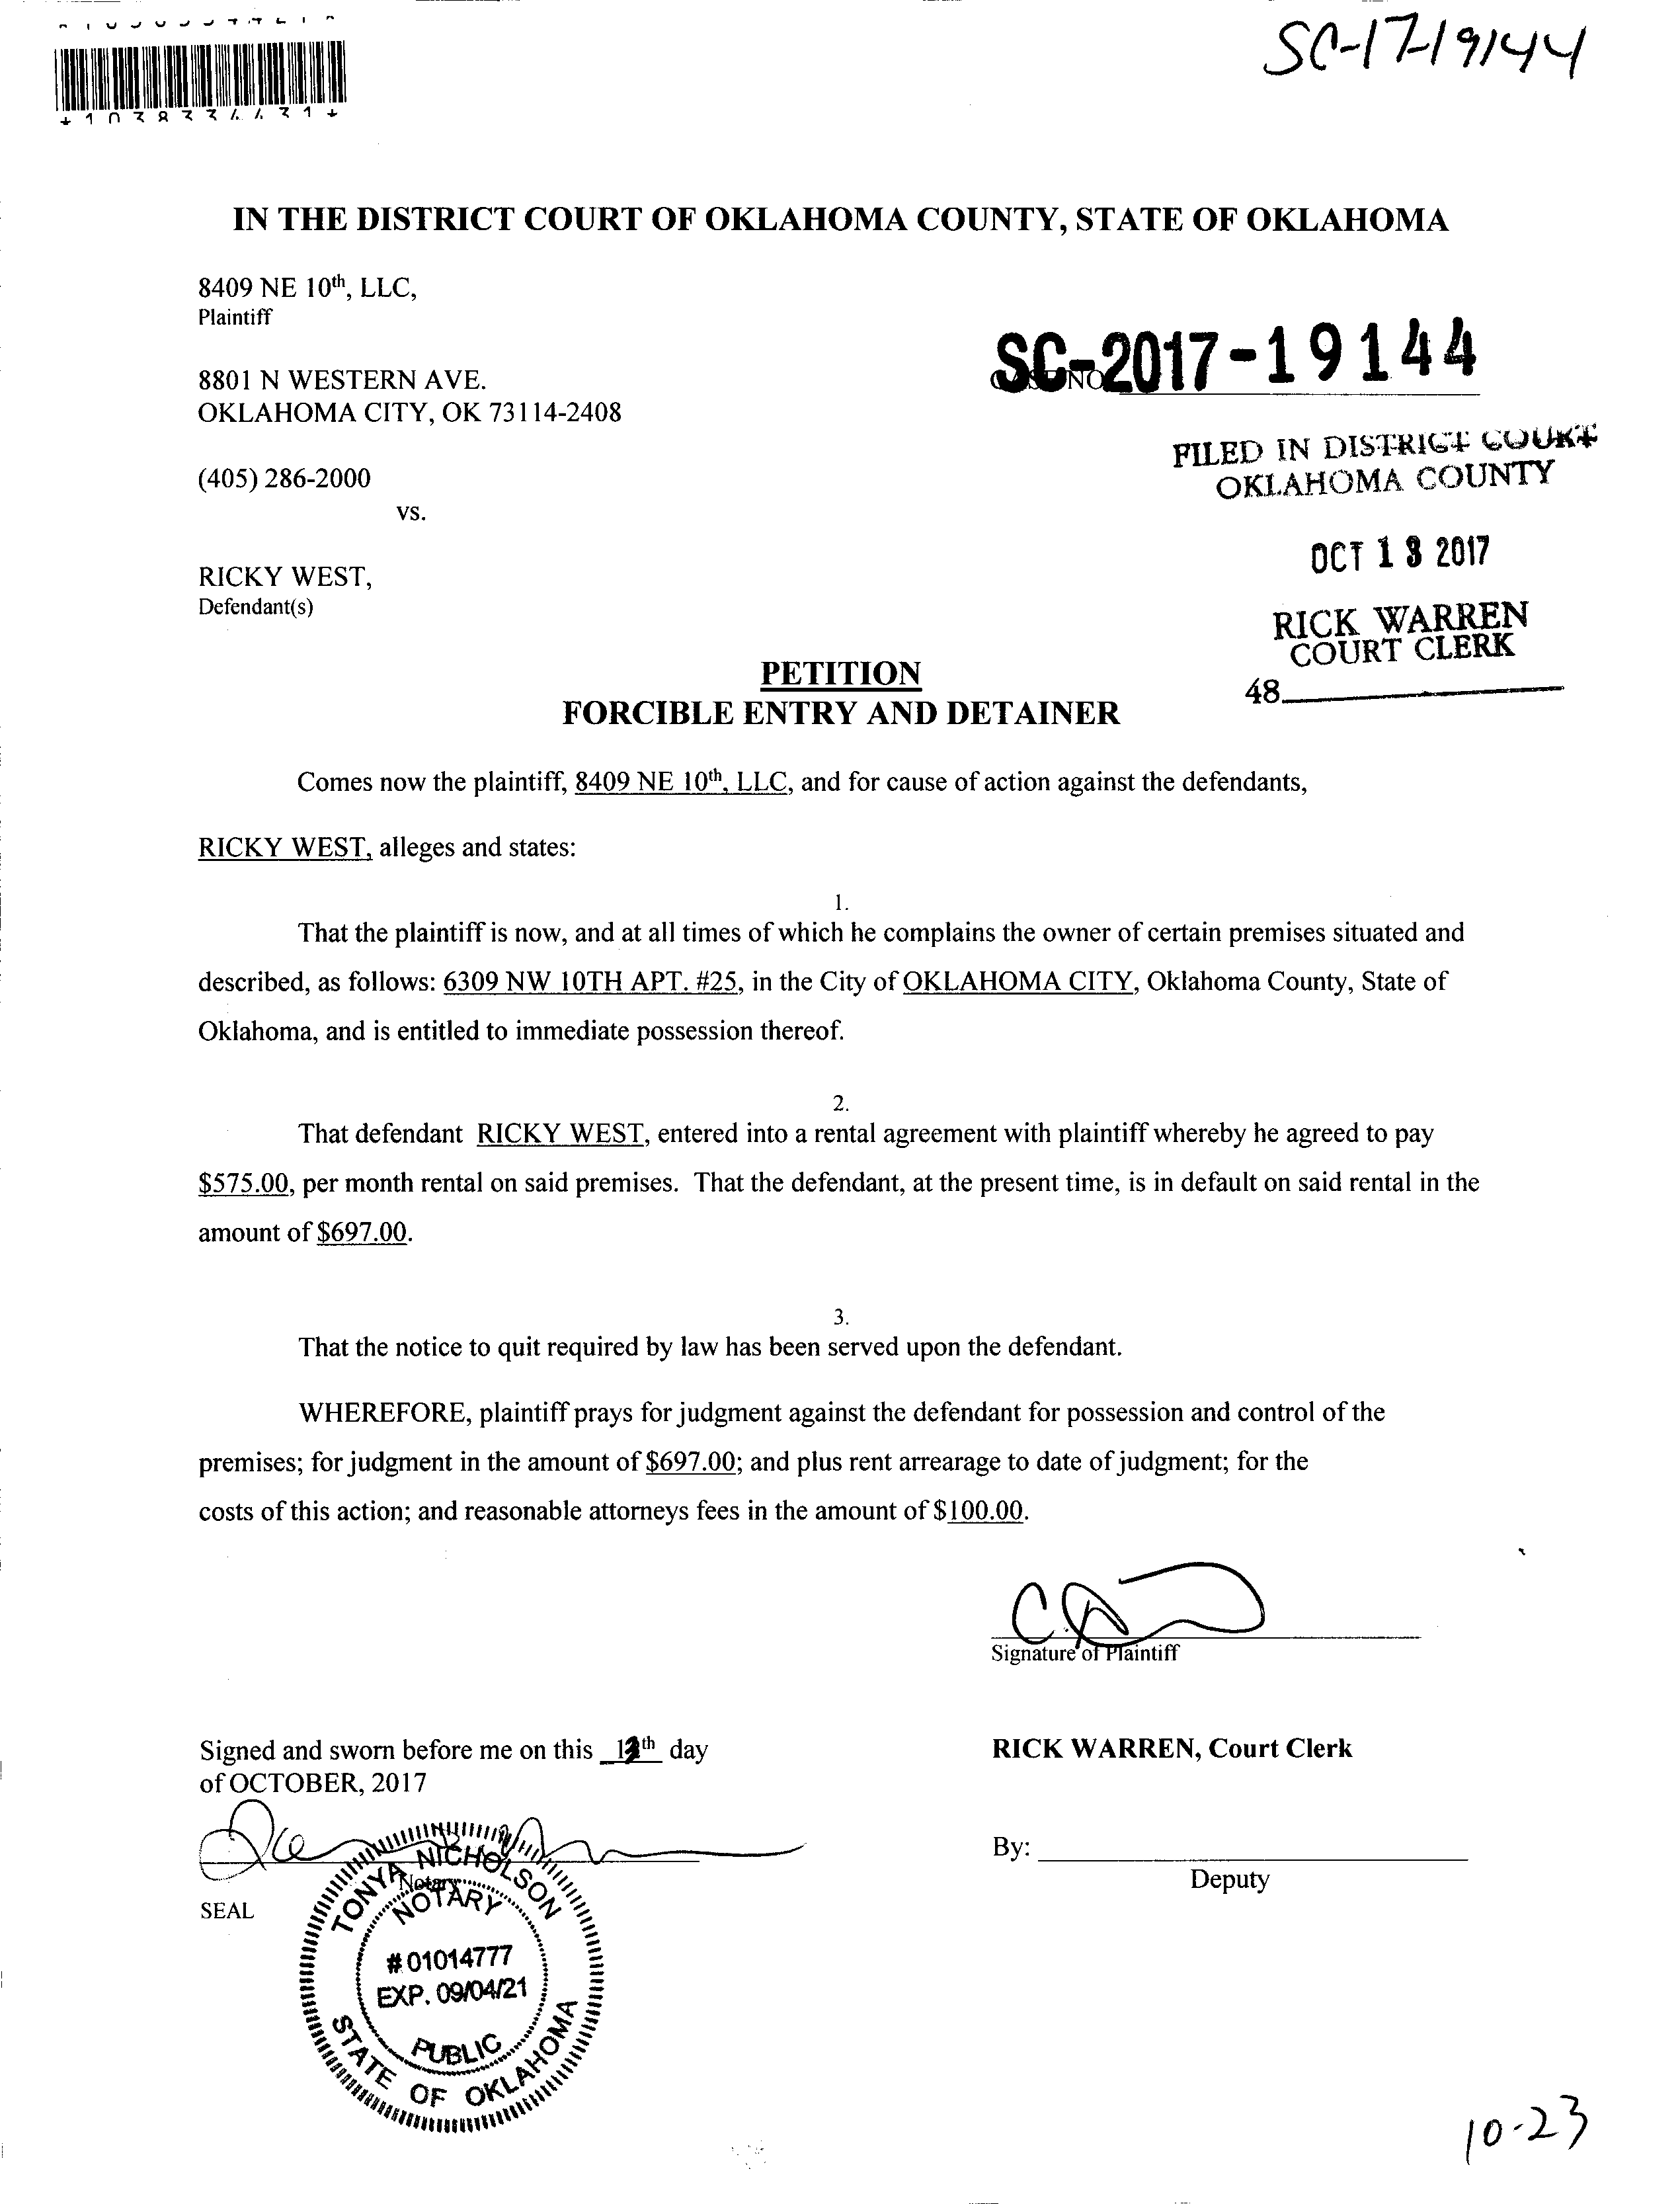 SC-17-19144
IN THE DISTRICT COURT OF OKLAHOMA COUNTY, STATE OF OKLAHOMA
8409 NE 10th, LLC,
Plaintiff
8801 N WESTERN AVE.
OKLAHOMA CITY, OK 73114-2408
SC-2017-19144
FILED IN DISTRICT COURT
OKLAHOMA COUNTY
(405) 286-2000
vs.
OCT 13 2017
RICKY WEST,
Defendant(s)
RICK WARREN
COURT CLERK
48
PETITION
FORCIBLE ENTRY AND DETAINER
Comes now the plaintiff, 8409 NE 10th, LLC, and for cause of action against the defendants,
RICKY WEST, alleges and states:
1.
That the plaintiff is now, and at all times of which he complains the owner of certain premises situated and
described, as follows: 6309 NW 10TH APT. #25, in the City of OKLAHOMA CITY, Oklahoma County, State of
Oklahoma, and is entitled to immediate possession thereof.
2.
That defendant RICKY WEST, entered into a rental agreement with plaintiff whereby he agreed to pay
$575.00, per month rental on said premises. That the defendant, at the present time, is in default on said rental in the
amount of $697.00.
3.
That the notice to quit required by law has been served upon the defendant.
WHEREFORE, plaintiff prays for judgment against the defendant for possession and control of the
premises; for judgment in the amount of $697.00; and plus rent arrearage to date of judgment; for the
costs of this action; and reasonable attorneys fees in the amount of $100.00.
Signature of Plaintiff
Signed and sworn before me on this 13th day
of OCTOBER, 2017
RICK WARREN, Court Clerk
By:
Deputy
Notary
SEAL
TONYA NICHOLSON
NOTARY
#01014777
EXP. 09/04/21
PUBLIC
STATE OF OKLAHOMA
10-23